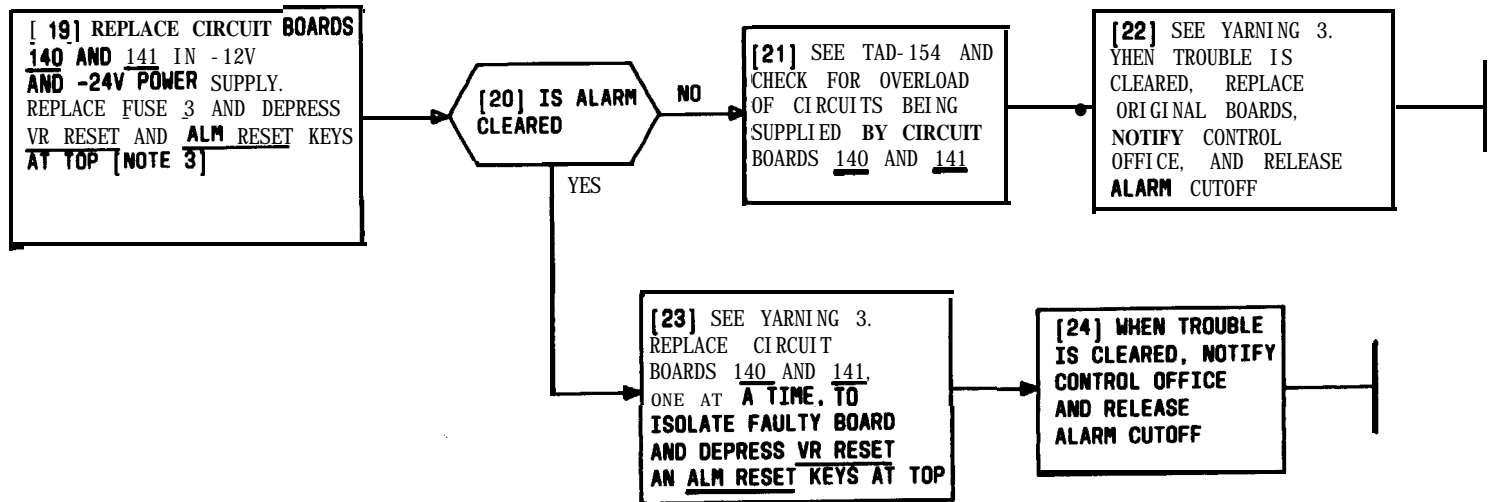 [ 19] REPLACE CIRCUIT BOARDS
140 AND 141 IN -12V
AND -24V POWER SUPPLY.
REPLACE FUSE 3 AND DEPRESS
VR RESET AND ALM RESET KEYS
AT TOP [NOTE 3]
[20] IS ALARM
CLEARED
NO
YES
[21] SEE TAD-154 AND
CHECK FOR OVERLOAD
OF CIRCUITS BEING
SUPPLIED BY CIRCUIT
BOARDS 140 AND 141
[22] SEE YARNING 3.
YHEN TROUBLE IS
CLEARED, REPLACE
ORIGINAL BOARDS,
NOTIFY CONTROL
OFFICE, AND RELEASE
ALARM CUTOFF
[23] SEE YARNING 3.
REPLACE CIRCUIT
BOARDS 140 AND 141,
ONE AT A TIME, TO
ISOLATE FAULTY BOARD
AND DEPRESS VR RESET
AN ALM RESET KEYS AT TOP
[24] WHEN TROUBLE
IS CLEARED, NOTIFY
CONTROL OFFICE
AND RELEASE
ALARM CUTOFF